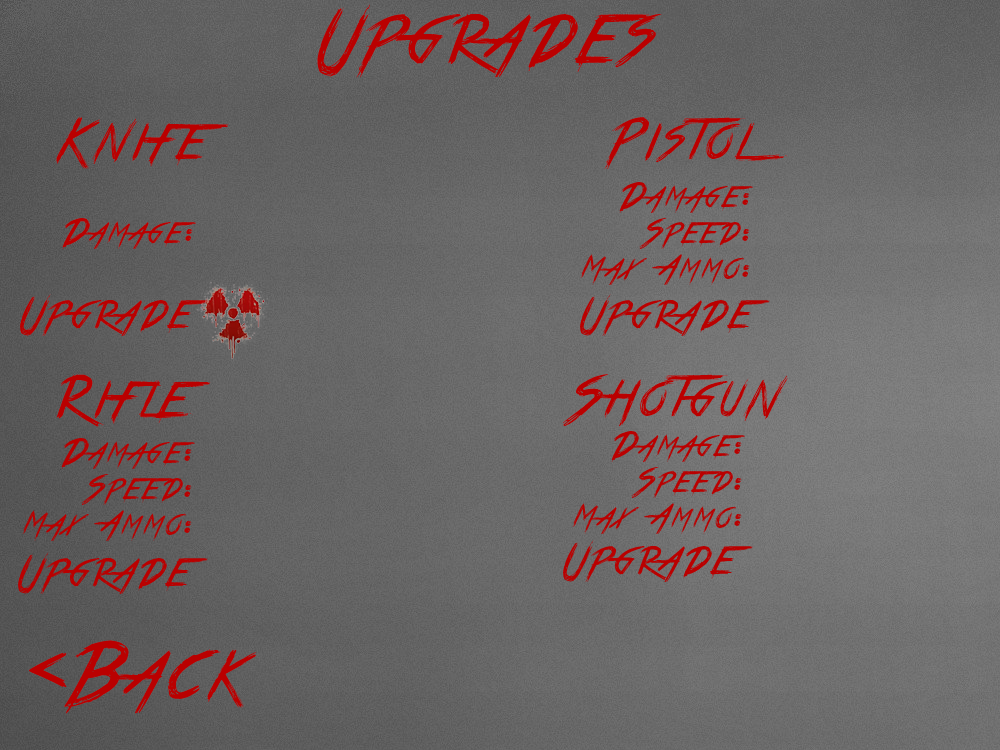 UPGRADES
KNIFE
DAMAGE:
UPGRADE
PISTOL
DAMAGE:
SPEED:
MAX AMMO:
UPGRADE
RIFLE
DAMAGE:
SPEED:
MAX AMMO:
UPGRADE
SHOTGUN
DAMAGE:
SPEED:
MAX AMMO:
UPGRADE
<BACK